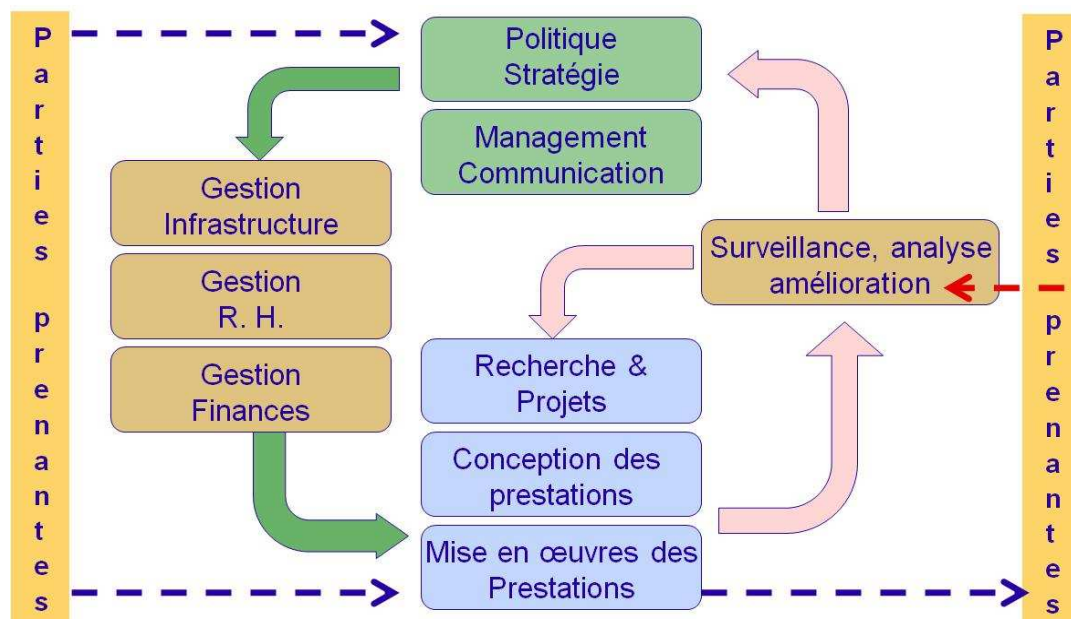 Parties prenantes
Politique
Stratégie
Management
Communication
Gestion
Infrastructure
Gestion
R. H.
Gestion
Finances
Surveillance, analyse
amélioration
Recherche &
Projets
Conception des
prestations
Mise en œuvres des
Prestations
Parties prenantes